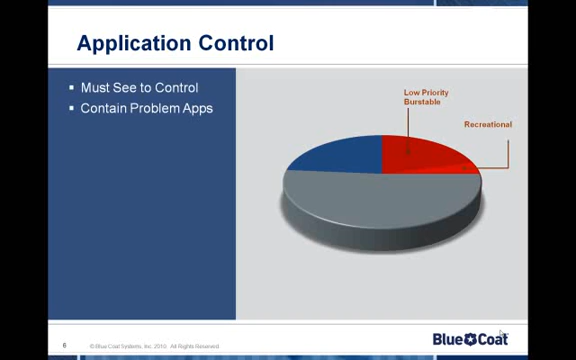 Application Control
Must See to Control
Contain Problem Apps
Low Priority
Burstable
Recreational
6
© Blue Coat Systems, Inc. 2010. All Rights Reserved.
Blue Coat